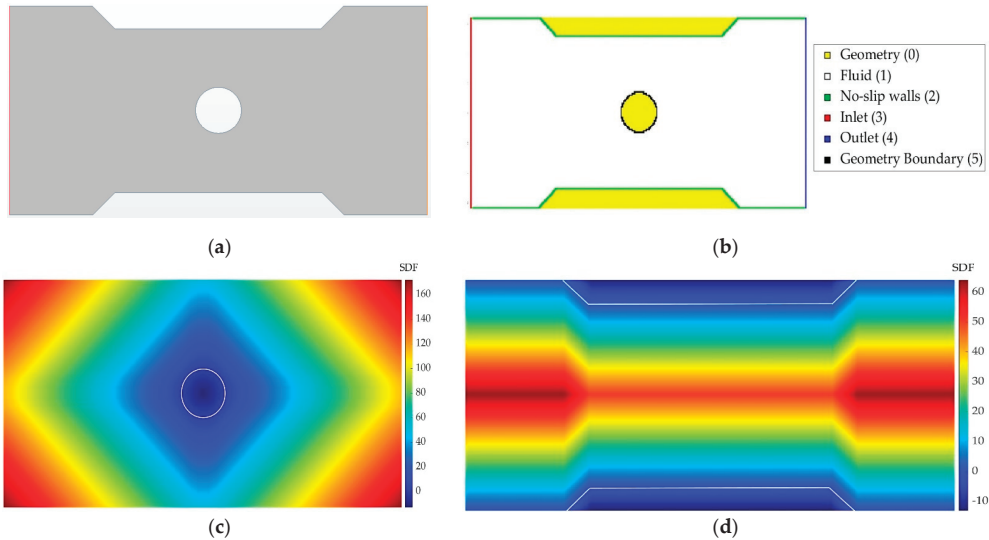 Geometry (0)
Fluid (1)
No-slip walls (2)
Inlet (3)
Outlet (4)
Geometry Boundary (5)
(a)
(b)
SDF
160
140
120
100
80
60
40
20
0
(c)
SDF
60
50
40
30
20
10
0
-10
(d)